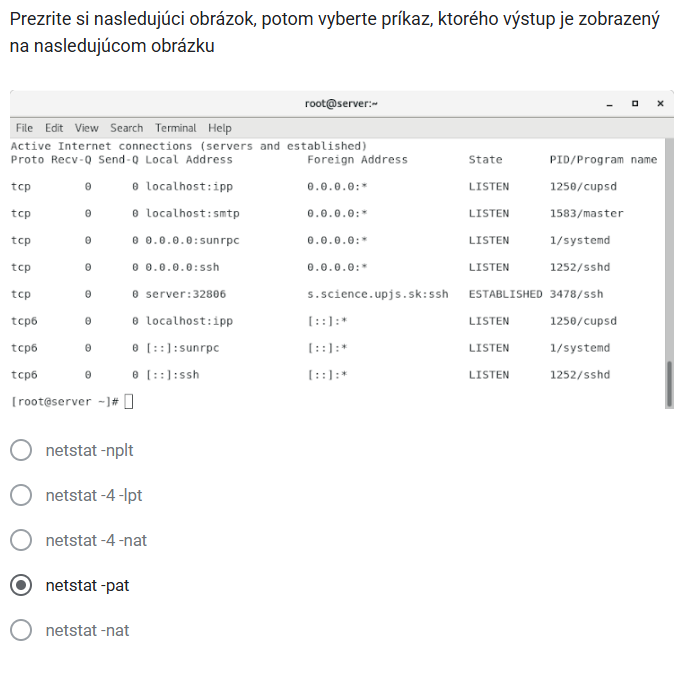 Prezrite si nasledujúci obrázok, potom vyberte príkaz, ktorého výstup je zobrazený
na nasledujúcom obrázku
root@server:~
File Edit View Search Terminal Help
Active Internet connections (servers and established)
Proto Recv-Q Send-Q Local Address Foreign Address State PID/Program name
tcp 0 0 localhost:ipp 0.0.0.0:* LISTEN 1250/cupsd
tcp 0 0 localhost:smtp 0.0.0.0:* LISTEN 1583/master
tcp 0 0 0.0.0.0:sunrpc 0.0.0.0:* LISTEN 1/systemd
tcp 0 0 0.0.0.0:ssh 0.0.0.0:* LISTEN 1252/sshd
tcp 0 0 server:32806 s.science.upjs.sk:ssh ESTABLISHED 3478/ssh
tcp6 0 0 localhost:ipp [::]:* LISTEN 1250/cupsd
tcp6 0 0 [::]:sunrpc [::]:* LISTEN 1/systemd
tcp6 0 0 [::]:ssh [::]:* LISTEN 1252/sshd
[root@server ~]#
netstat -nplt
netstat -4 -lpt
netstat -4 -nat
netstat -pat
netstat -nat